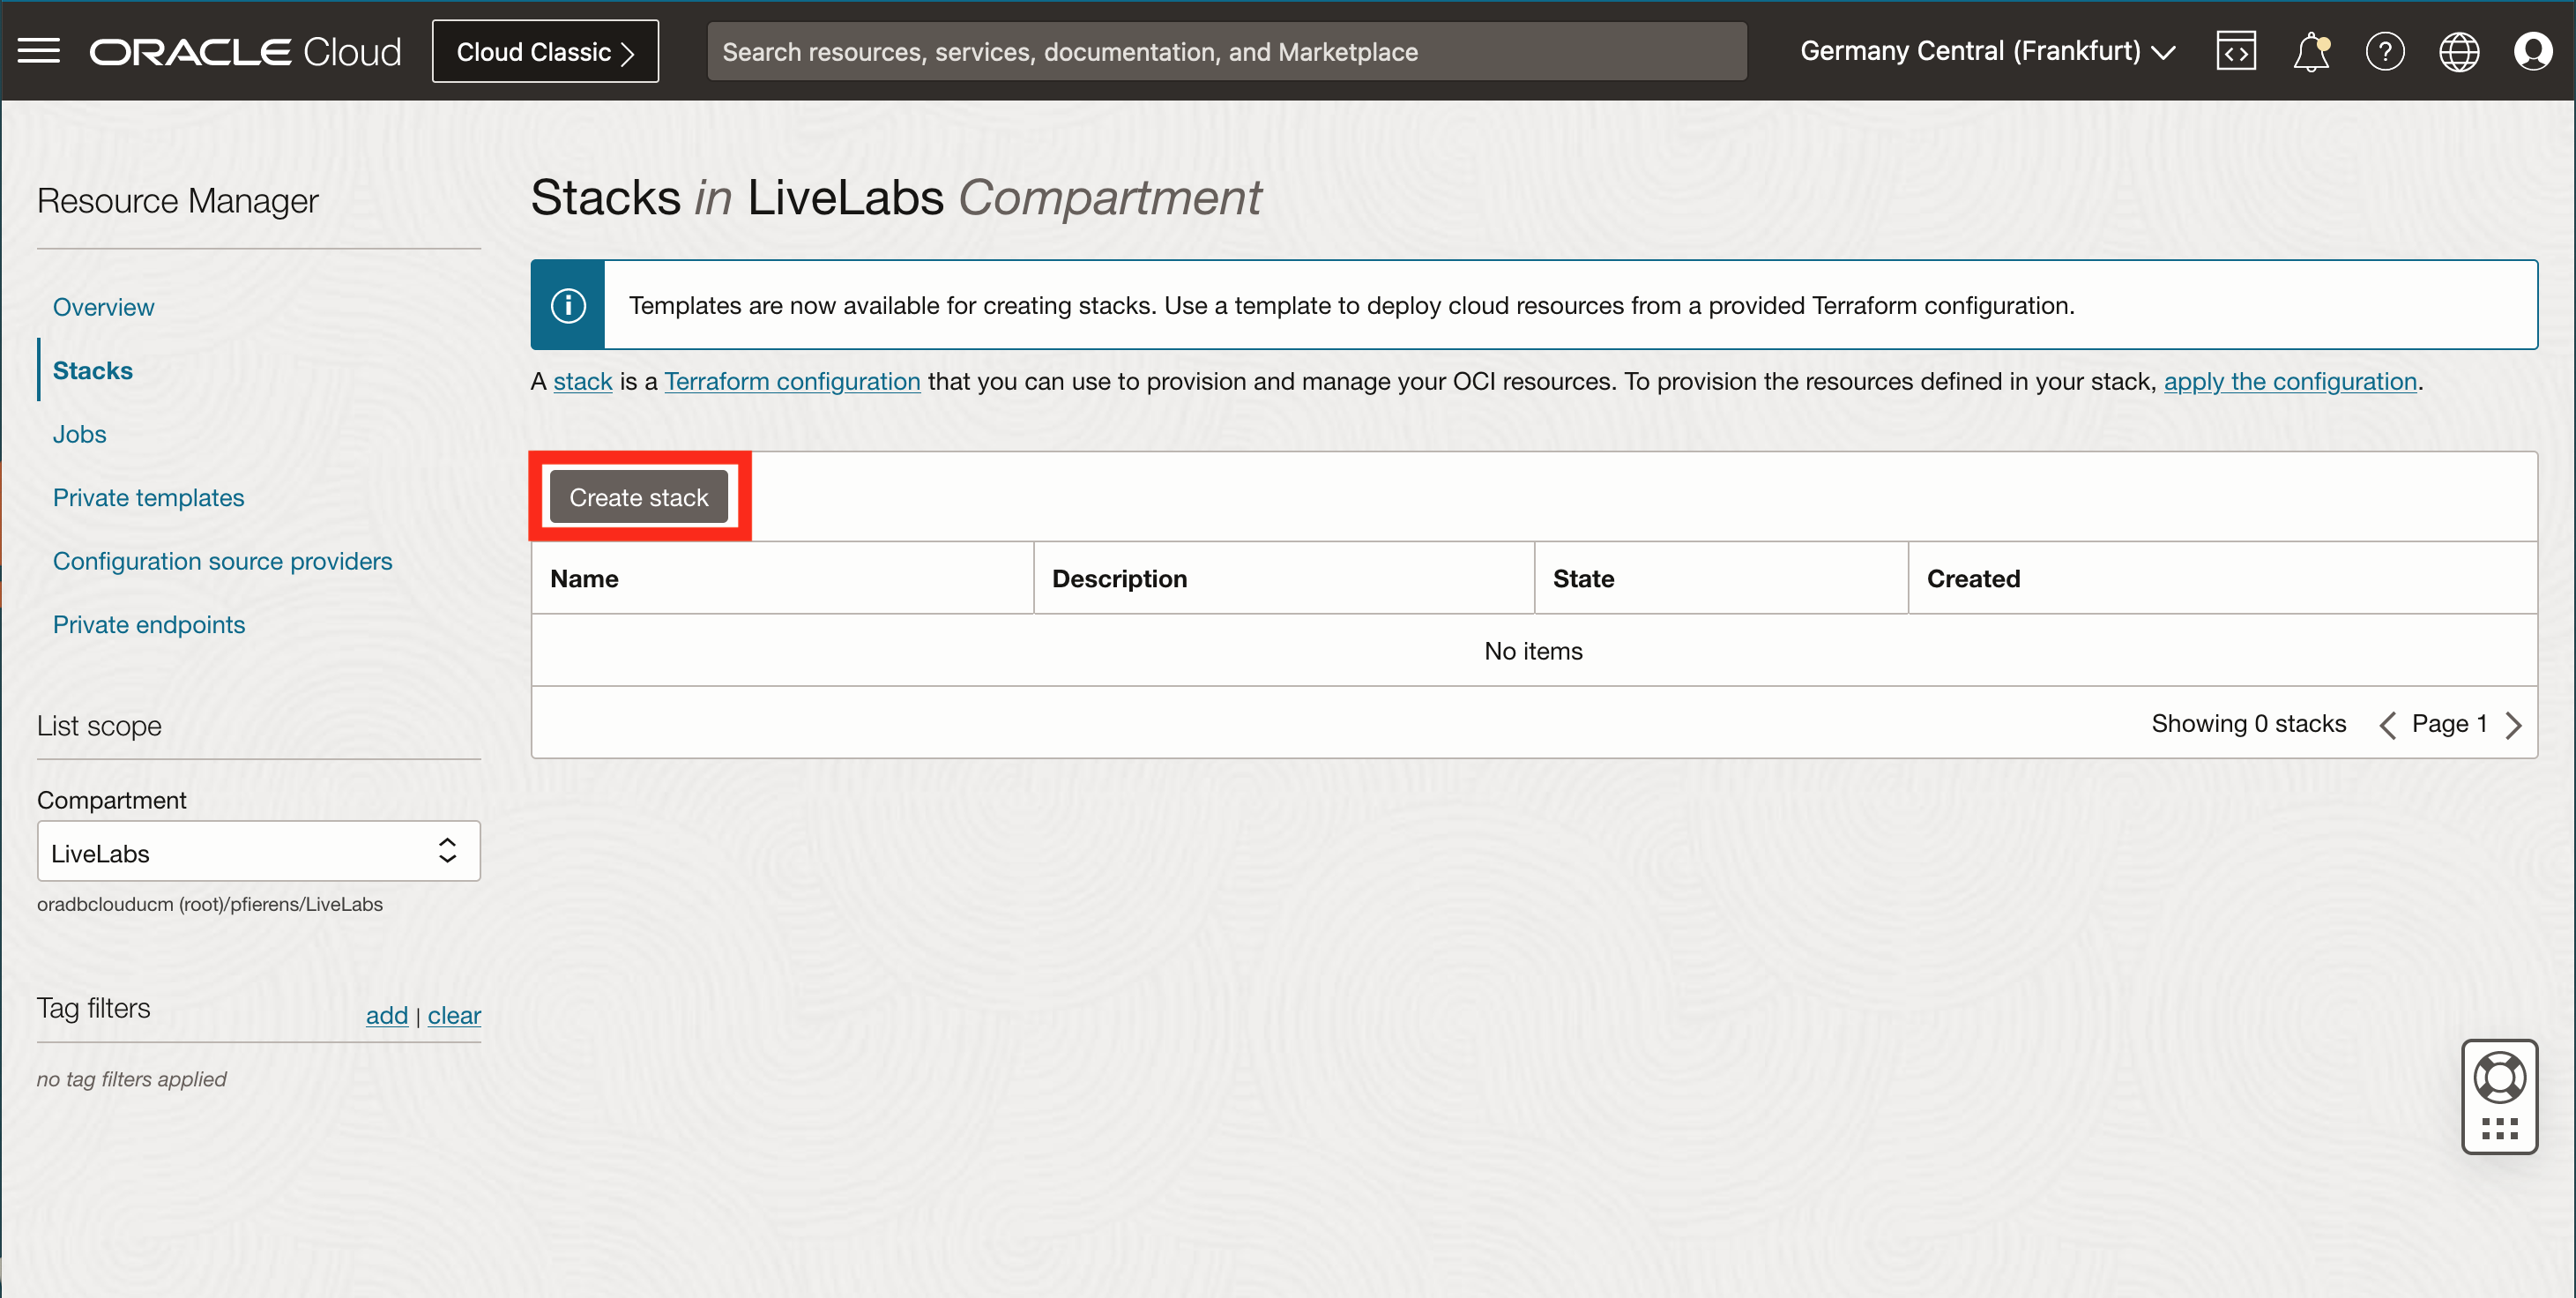 ORACLE Cloud
Cloud Classic
Search resources, services, documentation, and Marketplace
Germany Central (Frankfurt)
Resource Manager
Overview
Stacks
Jobs
Private templates
Configuration source providers
Private endpoints
List scope
Compartment
LiveLabs
oradbclouducm (root)/pfierens/LiveLabs
Tag filters
add | clear
no tag filters applied
Stacks in LiveLabs Compartment
Templates are now available for creating stacks. Use a template to deploy cloud resources from a provided Terraform configuration.
A stack is a Terraform configuration that you can use to provision and manage your OCI resources. To provision the resources defined in your stack, apply the configuration.
Create stack
Name Description State Created
No items
Showing 0 stacks Page 1